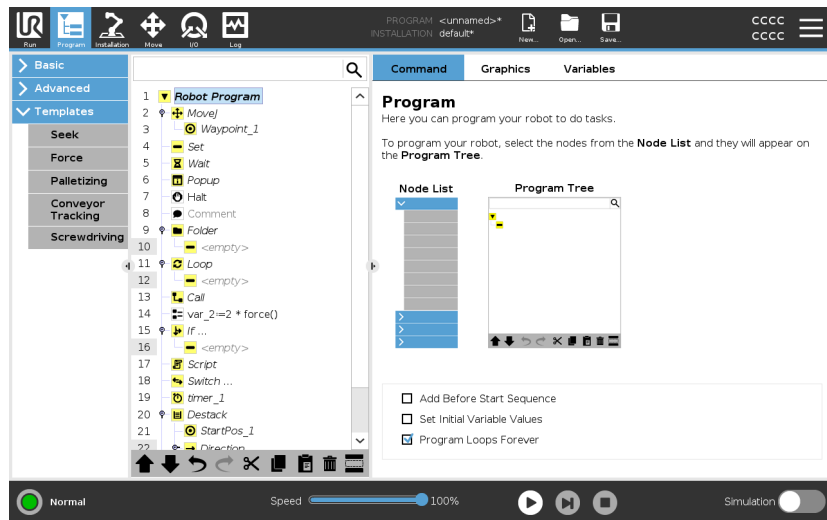 PROGRAM <unnamed>*
INSTALLATION default*
UR
Run
Program
Installation
Move
I/O
Log
New...
Open...
Save...
CCCC
CCCC
Basic
Advanced
Templates
Seek
Force
Palletizing
Conveyor
Tracking
Screwdriving
1 Robot Program
2 MoveJ
3 Waypoint_1
4 Set
5 Wait
6 Popup
7 Halt
8 Comment
9 Folder
10 <empty>
11 Loop
12 <empty>
13 Call
14 var_2:=2 * force()
15 If ...
16 <empty>
17 Script
18 Switch ...
19 timer_1
20 Destack
21 StartPos_1
22 Direction
Command Graphics Variables
Program
Here you can program your robot to do tasks.
To program your robot, select the nodes from the Node List and they will appear on
the Program Tree.
Node List
Program Tree
Add Before Start Sequence
Set Initial Variable Values
Program Loops Forever
Normal
Speed
100%
Simulation